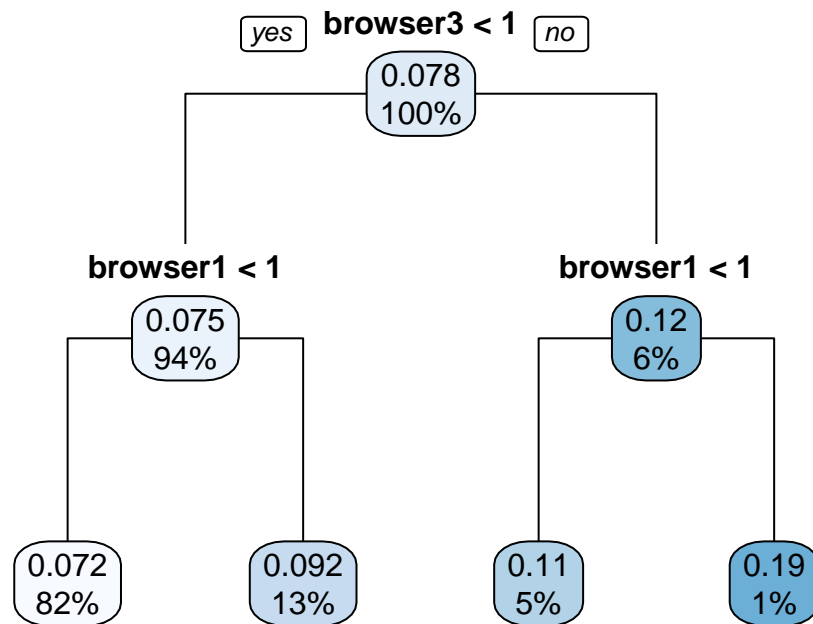 yes browser3 < 1 no
0.078
100%
browser1 < 1 browser1 < 1
0.075 0.12
94% 6%
0.072 0.092 0.11 0.19
82% 13% 5% 1%